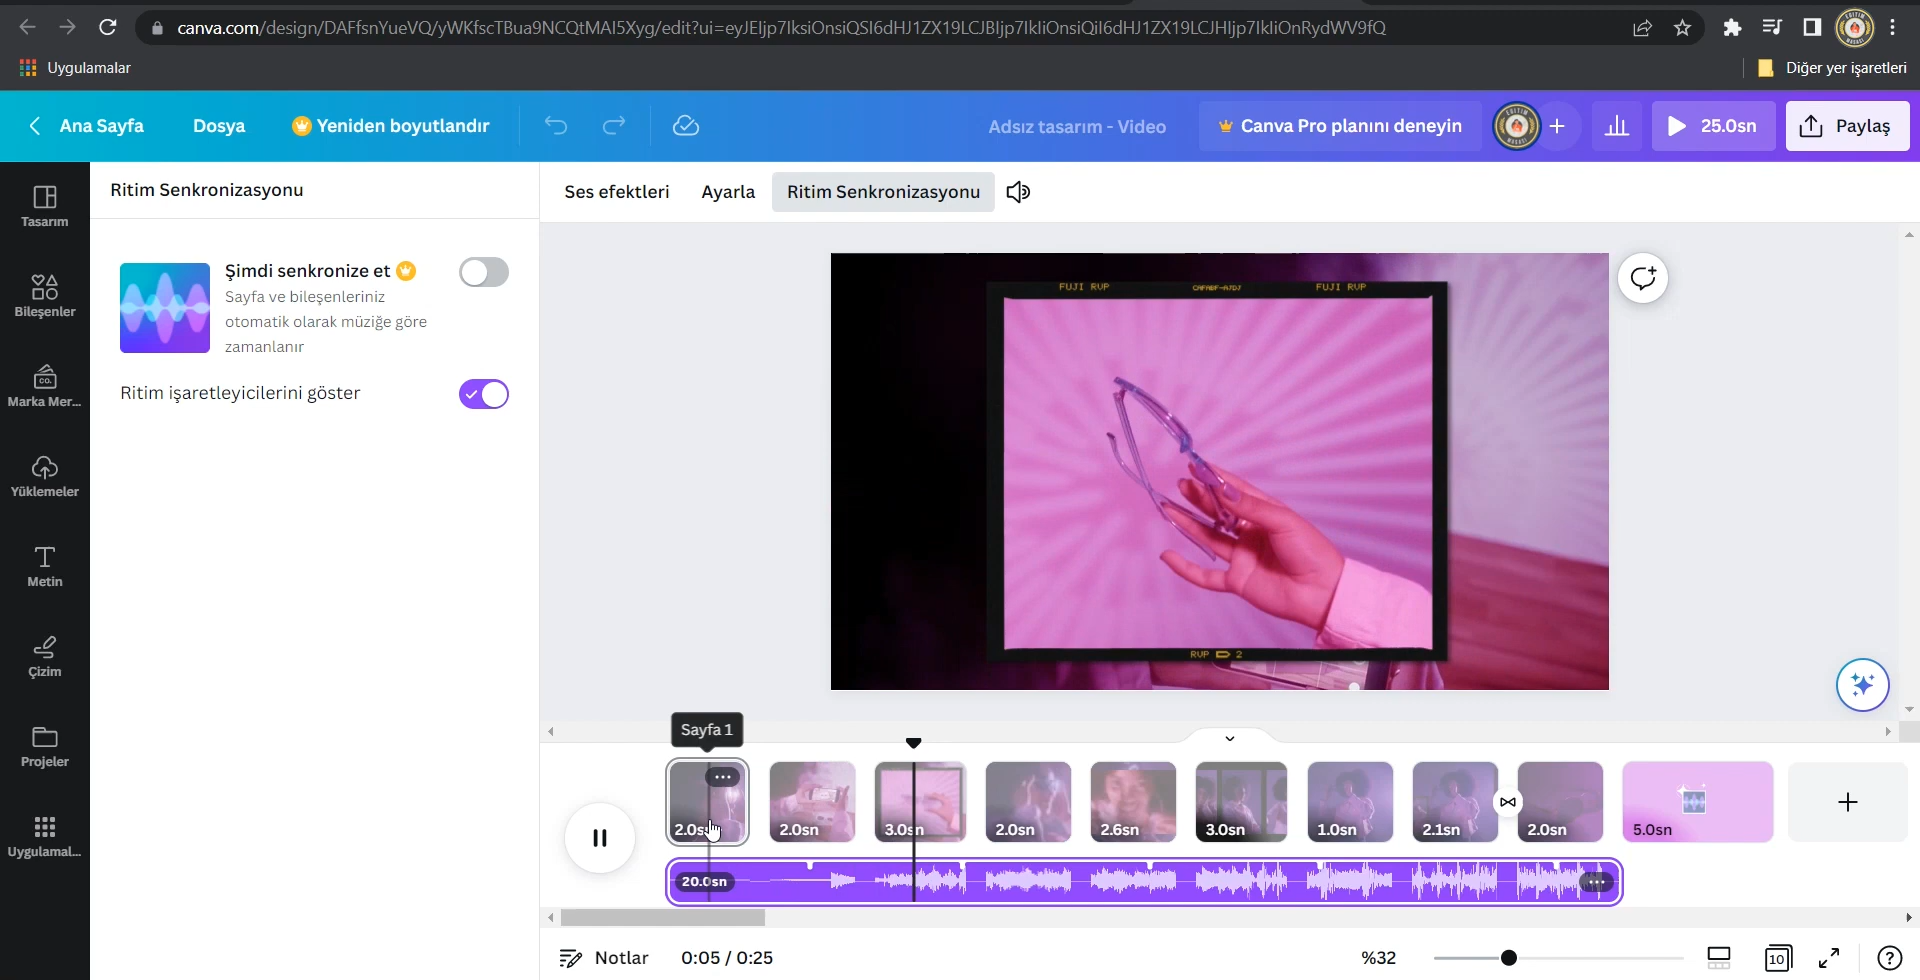 canva.com/design/DAFfsnYueVQ/yWKfscTBua9NCQtMAI5Xyg/edit?ui=eyJEIjp7IksiOnsiQSI6dHJ1ZX19LCJBIjp7IkIiOnsiQiI6dHJ1ZX19LCJHIjp7IkIiOnRydWV9fQ
Uygulamalar
Diğer yer işaretleri
Ana Sayfa
Dosya
Yeniden boyutlandır
Adsız tasarım - Video
Canva Pro planını deneyin
25.0sn
Paylaş
Tasarım
Bileşenler
Marka Mer...
Yüklemeler
Metin
Çizim
Projeler
Uygulamal...
Ritim Senkronizasyonu
Şimdi senkronize et
Sayfa ve bileşenleriniz
otomatik olarak müziğe göre
zamanlanır
Ritim işaretleyicilerini göster
Ses efektleri
Ayarla
Ritim Senkronizasyonu
FUJI RVP
FUJI RVP
RVP 2
Sayfa 1
2.0sn
3.0sn
2.0sn
2.6sn
3.0sn
1.0sn
2.1sn
2.0sn
5.0sn
20.0sn
Notlar
0:05 / 0:25
%32
10